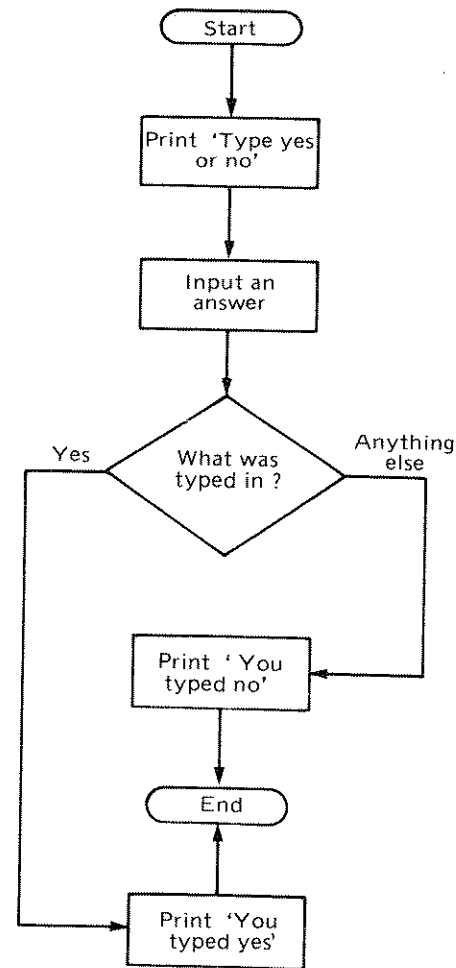 Start
Print 'Type yes
or no'
Input an
answer
What was
typed in ?
Yes
Anything
else
Print ' You
typed no'
End
Print 'You
typed yes'